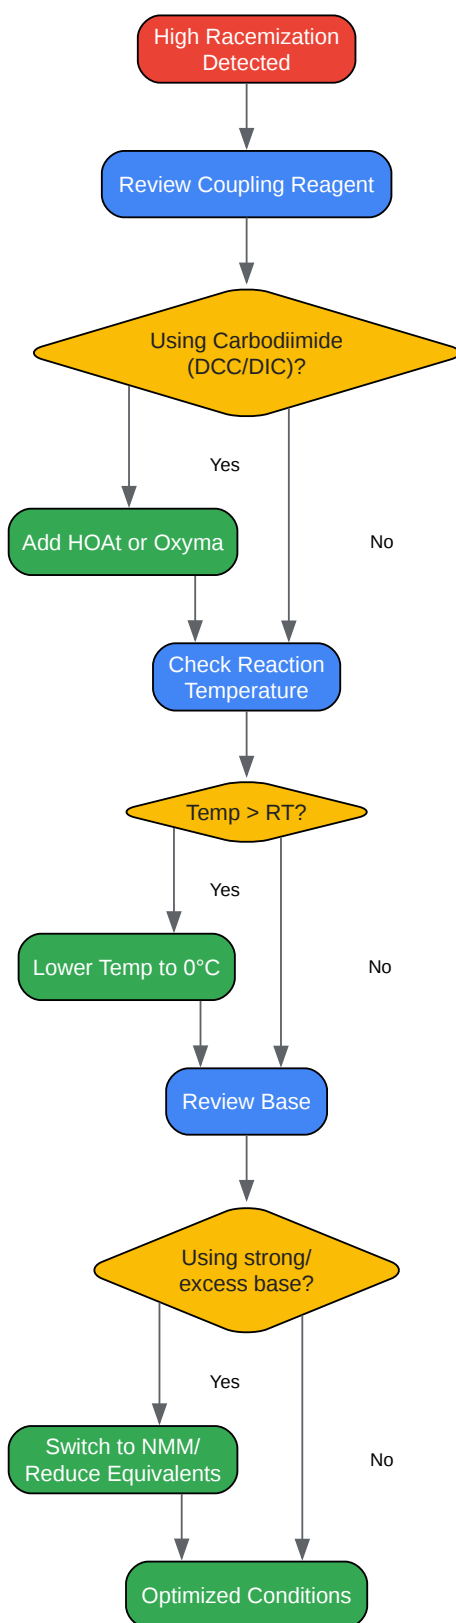 High Racemization
Detected
Review Coupling Reagent
Using Carbodiimide
(DCC/DIC)?
Yes
Add HOAt or Oxyma
No
Check Reaction
Temperature
Temp > RT?
Yes
Lower Temp to 0°C
No
Review Base
Using strong/
excess base?
Yes
Switch to NMM/
Reduce Equivalents
No
Optimized Conditions